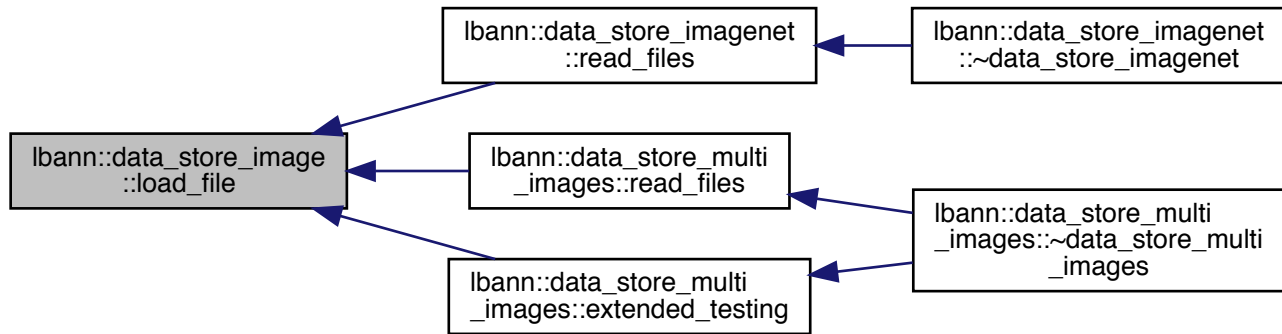 lbann::data_store_imagenet
::read_files
lbann::data_store_imagenet
::~data_store_imagenet
lbann::data_store_image
::load_file
lbann::data_store_multi
_images::read_files
lbann::data_store_multi
_images::~data_store_multi
_images
lbann::data_store_multi
_images::extended_testing